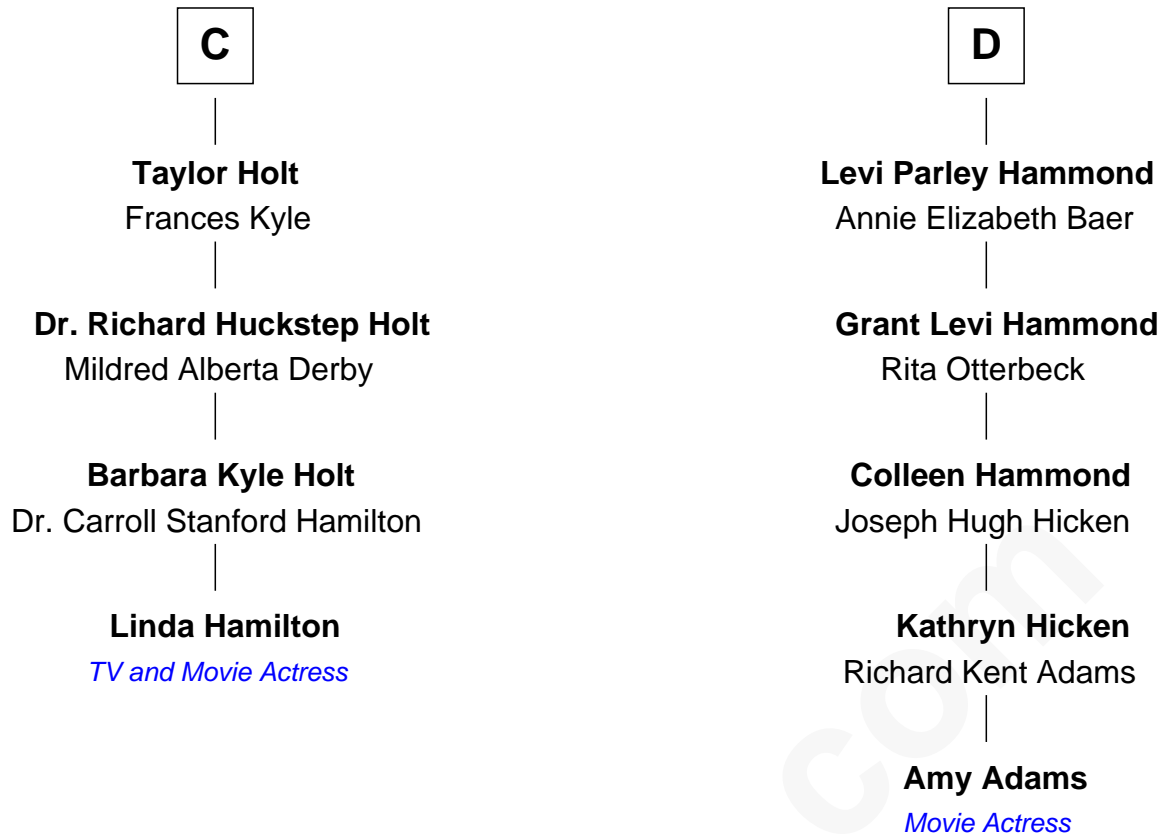 C
Taylor Holt
Frances Kyle
Dr. Richard Huckstep Holt
Mildred Alberta Derby
Barbara Kyle Holt
Dr. Carroll Stanford Hamilton
Linda Hamilton
TV and Movie Actress
D
Levi Parley Hammond
Annie Elizabeth Baer
Grant Levi Hammond
Rita Otterbeck
Colleen Hammond
Joseph Hugh Hicken
Kathryn Hicken
Richard Kent Adams
Amy Adams
Movie Actress
com